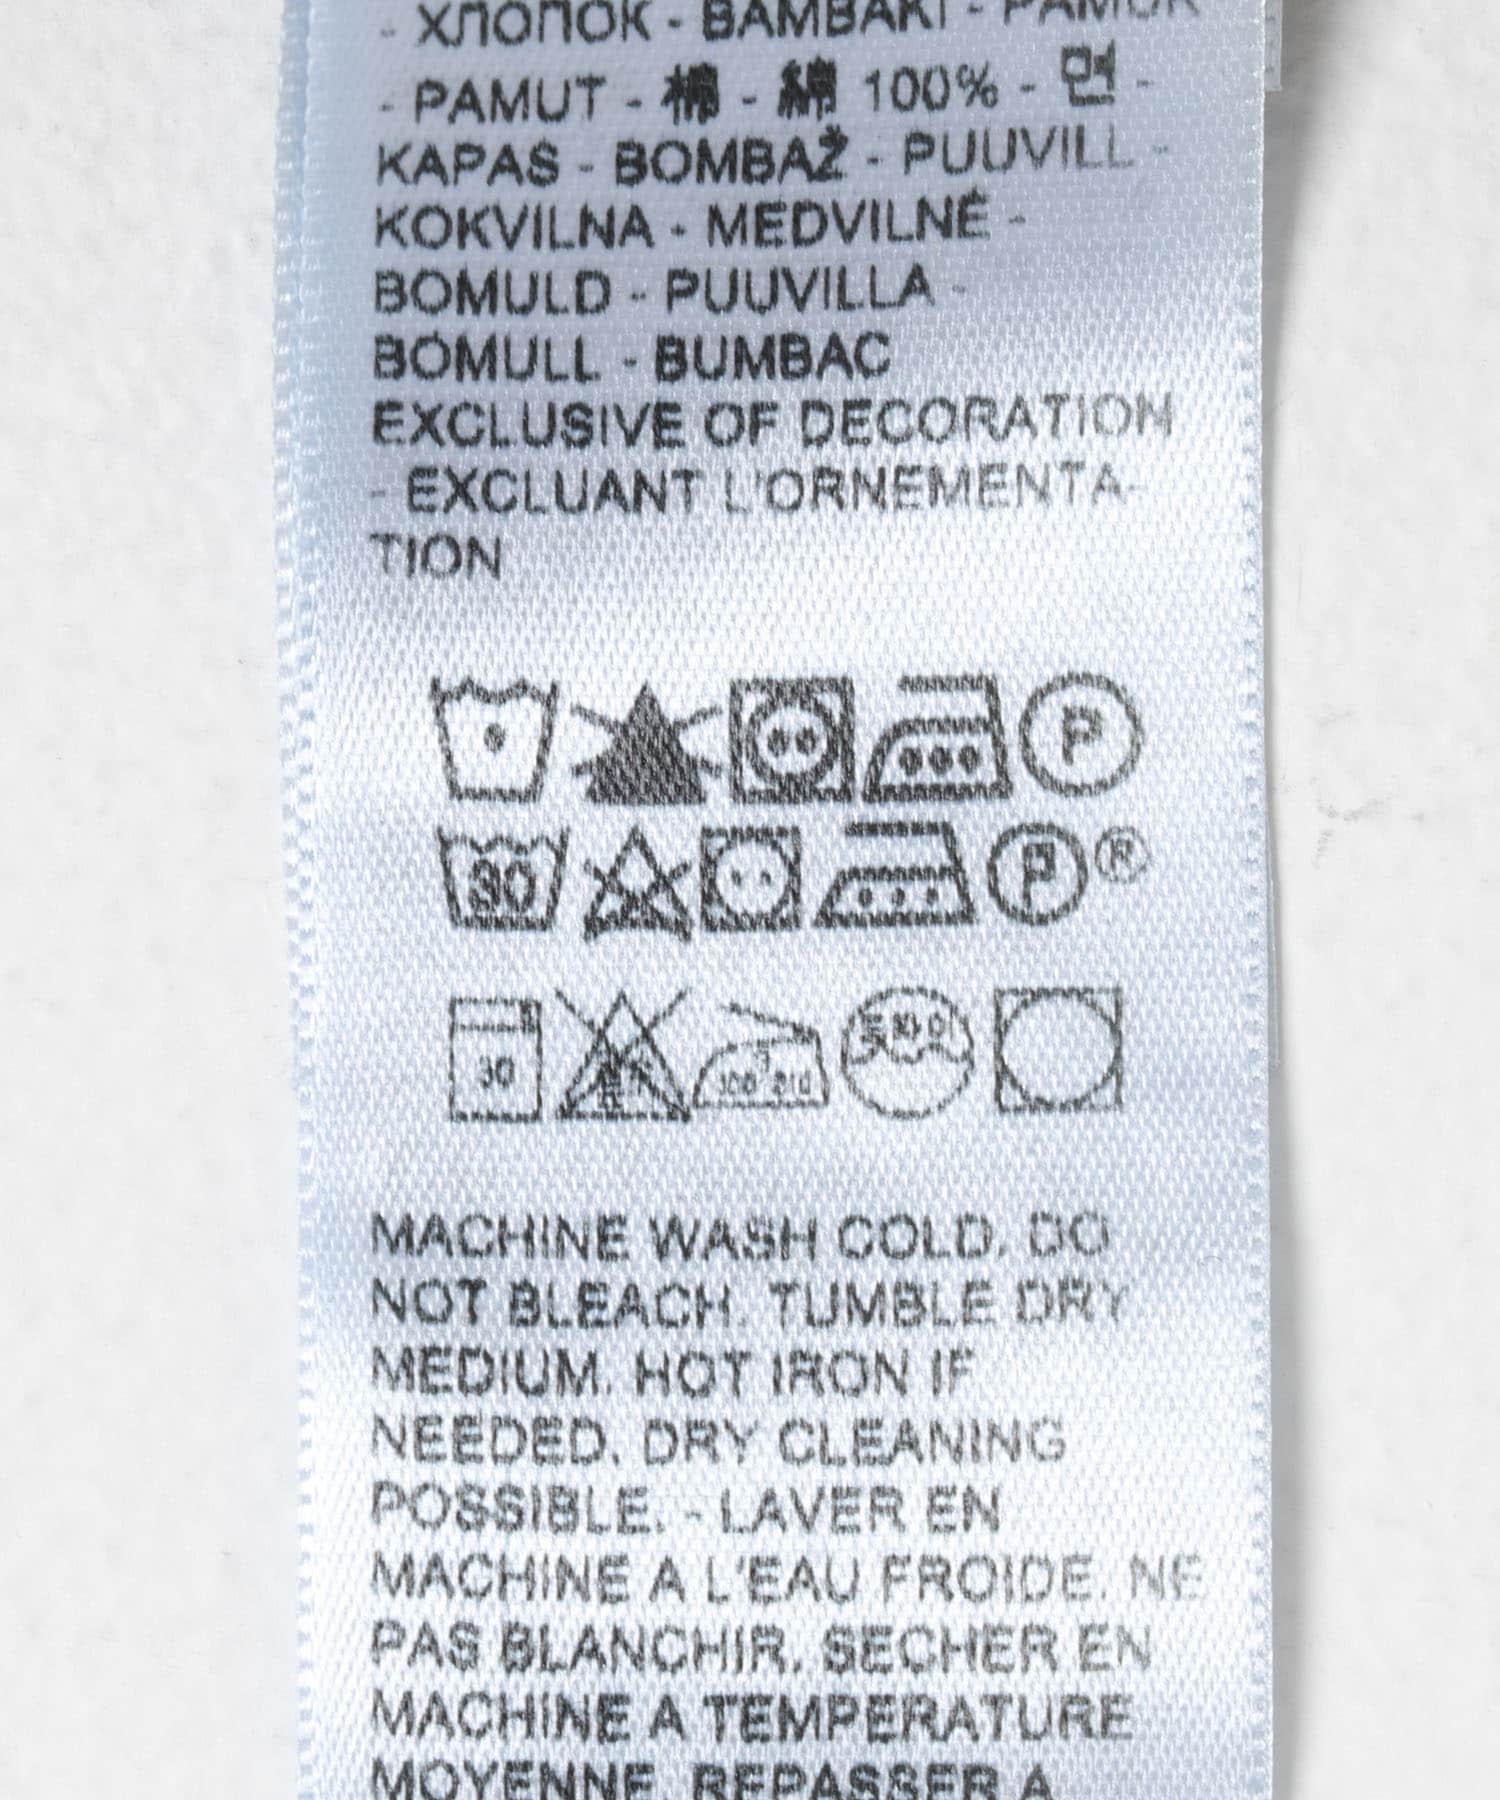 - ХЛОПОК - BAMBAKI - PAMUK
- PAMUT - 棉 - 綿 100% - 면 -
KAPAS - BOMBAŽ - PUUVILL -
KOKVILNA - MEDVILNĖ -
BOMULD - PUUVILLA -
BOMULL - BUMBAC
EXCLUSIVE OF DECORATION
- EXCLUANT L'ORNEMENTA-
TION
P
30 P ®
30
MACHINE WASH COLD. DO
NOT BLEACH. TUMBLE DRY
MEDIUM. HOT IRON IF
NEEDED. DRY CLEANING
POSSIBLE. - LAVER EN
MACHINE A L'EAU FROIDE. NE
PAS BLANCHIR. SECHER EN
MACHINE A TEMPERATURE
MOYENNE. REPASSER A